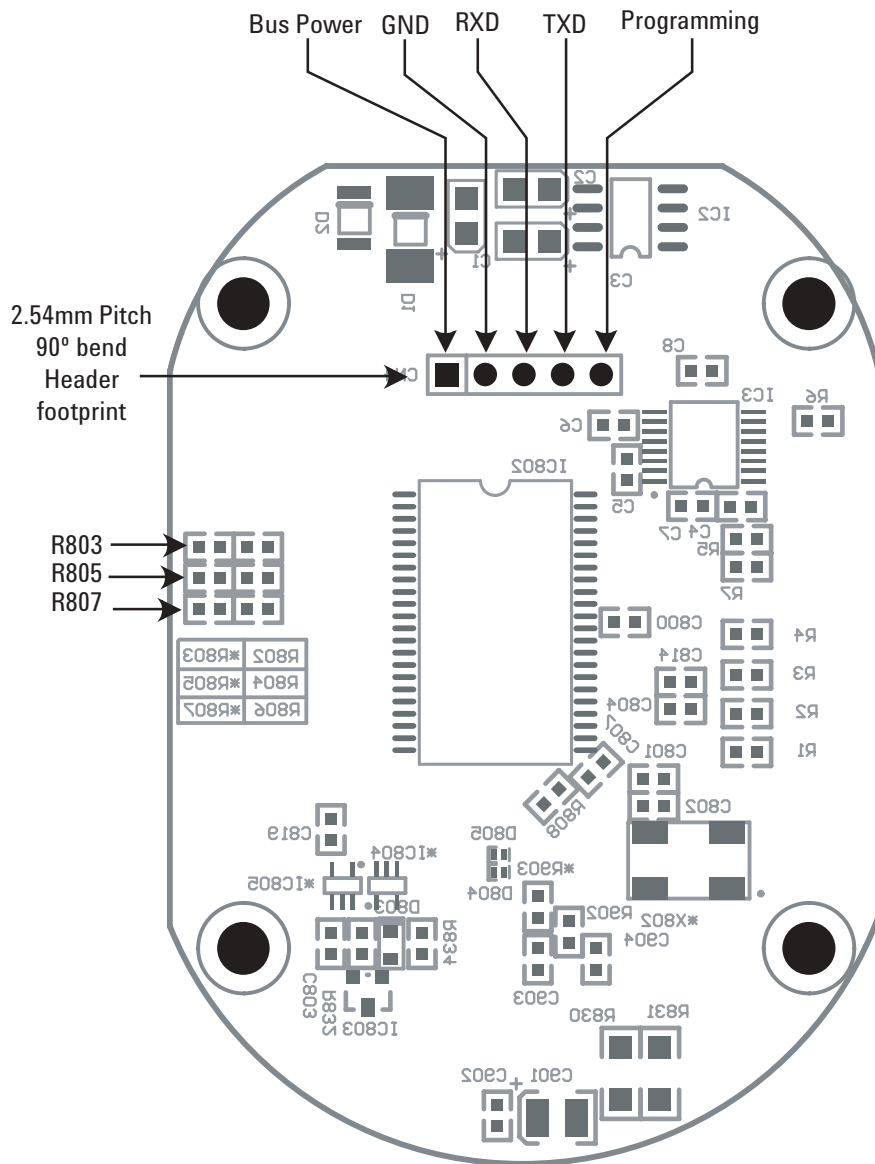 Bus Power GND RXD TXD Programming
C2
D2
IC2
C1
C3
D1
2.54mm Pitch
90º bend
Header
footprint
C8
IC3
R6
C6
IC802
C5
C7 C4
R5
R803
R805
R807
R7
C800
R4
*R803 R802
*R805 R804
*R807 R806
C814
R3
C804
R2
C807
C801
R1
R808
C802
C819
*IC804
D805
*IC805
*R903
D804
D803
R902
*X802
R834
C904
C803
R832
IC803
C903
R830
R831
C902
C901